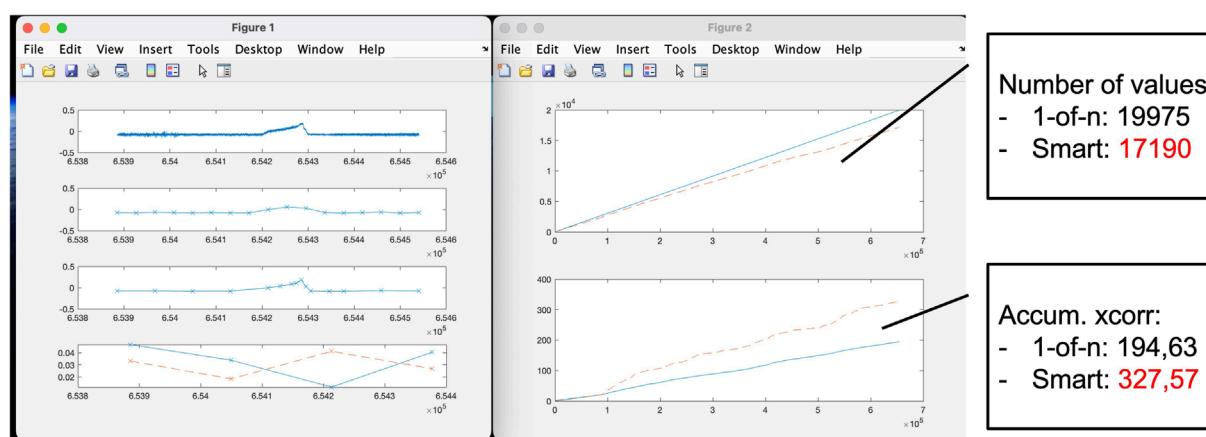 Figure 1
File Edit View Insert Tools Desktop Window Help
0.5
0
-0.5
6.538 6.539 6.54 6.541 6.542 6.543 6.544 6.545 6.546
×10^5
0.5
0
-0.5
6.538 6.539 6.54 6.541 6.542 6.543 6.544 6.545 6.546
×10^5
0.5
0
-0.5
6.538 6.539 6.54 6.541 6.542 6.543 6.544 6.545 6.546
×10^5
0.04
0.03
0.02
6.538 6.539 6.54 6.541 6.542 6.543 6.544
×10^5
Figure 2
File Edit View Insert Tools Desktop Window Help
×10^4
2
1.5
1
0.5
0
0 1 2 3 4 5 6 7
×10^5
400
300
200
100
0
0 1 2 3 4 5 6 7
×10^5
Number of values
- 1-of-n: 19975
- Smart: 17190
Accum. xcorr:
- 1-of-n: 194,63
- Smart: 327,57